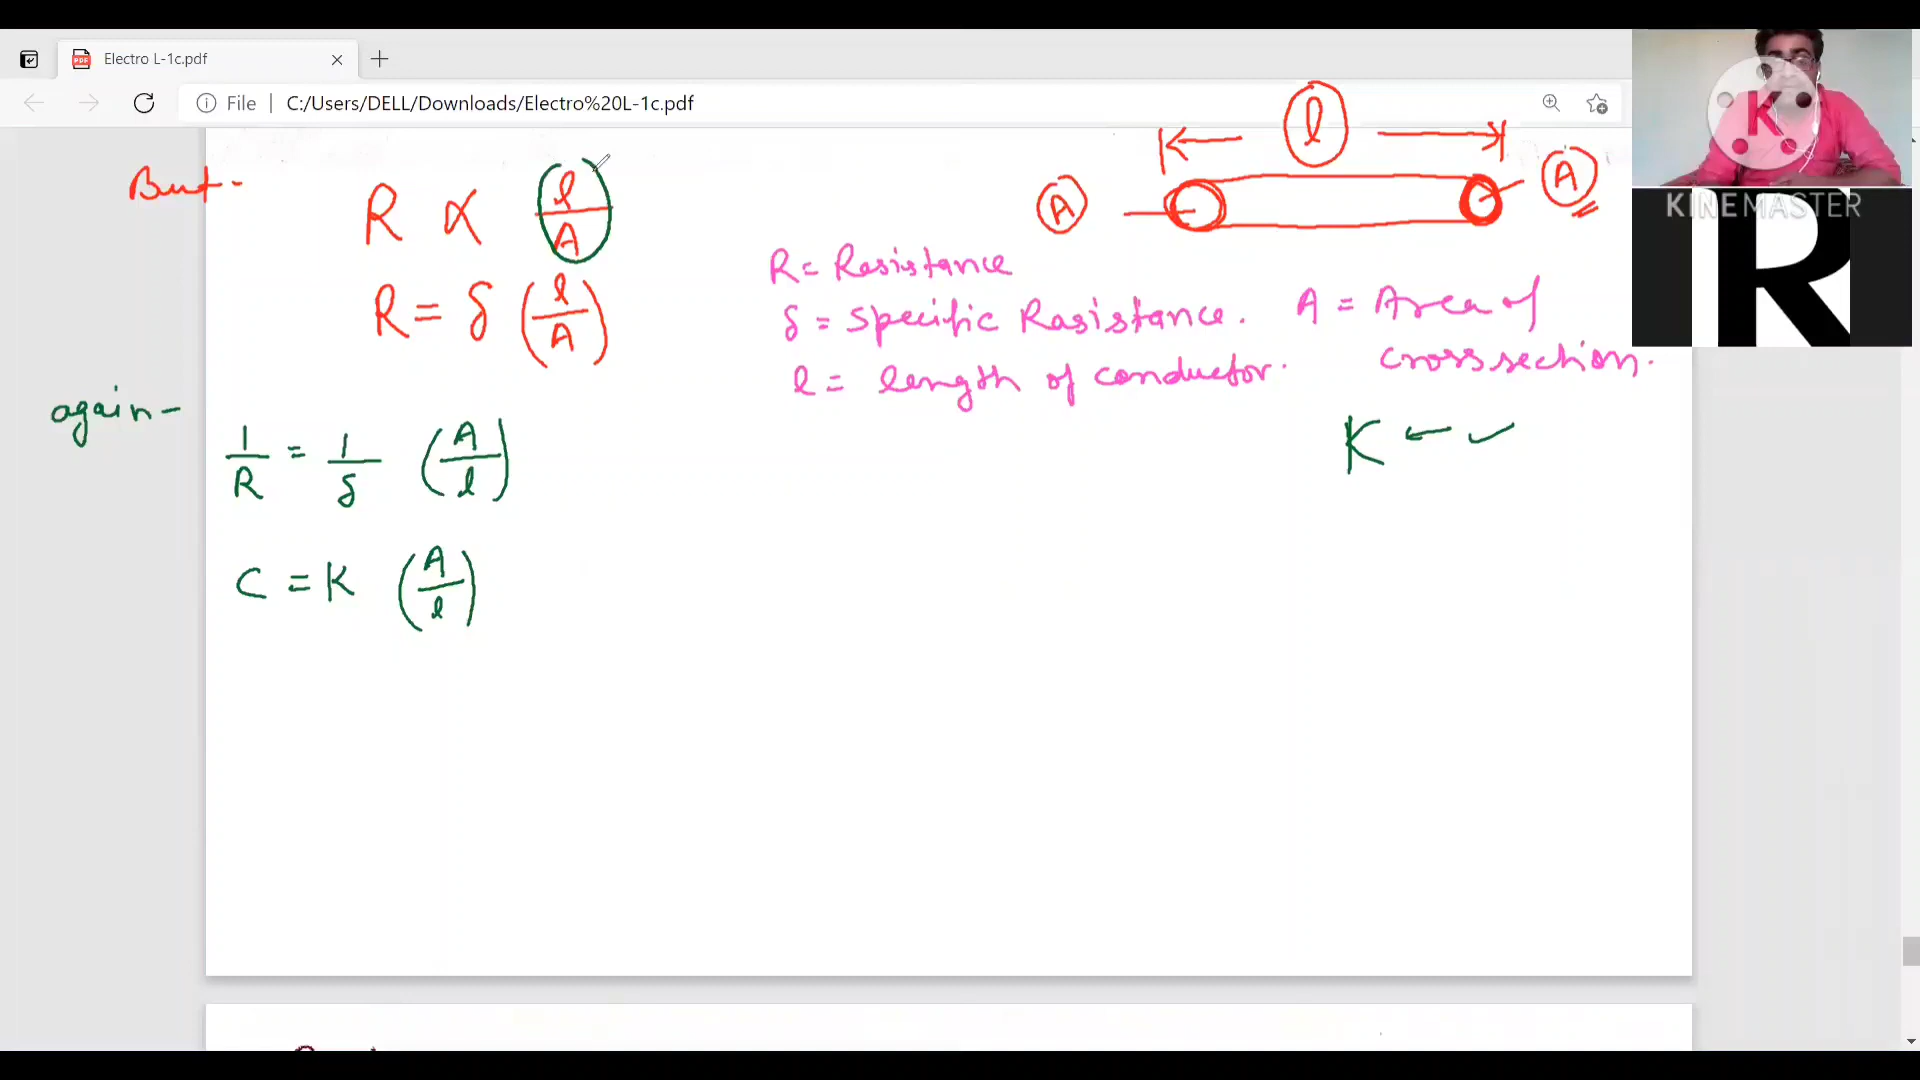 Electro L-1c.pdf
File | C:/Users/DELL/Downloads/Electro%20L-1c.pdf
K
KINEMASTER
R
But-
R ∝ l/A
l
A
A
R = δ (l/A)
R = Resistance
δ = Specific Resistance. A = Area of
cross section.
l = length of conductor.
again-
1/R = 1/δ (A/l)
K ← ✓
C = K (A/l)